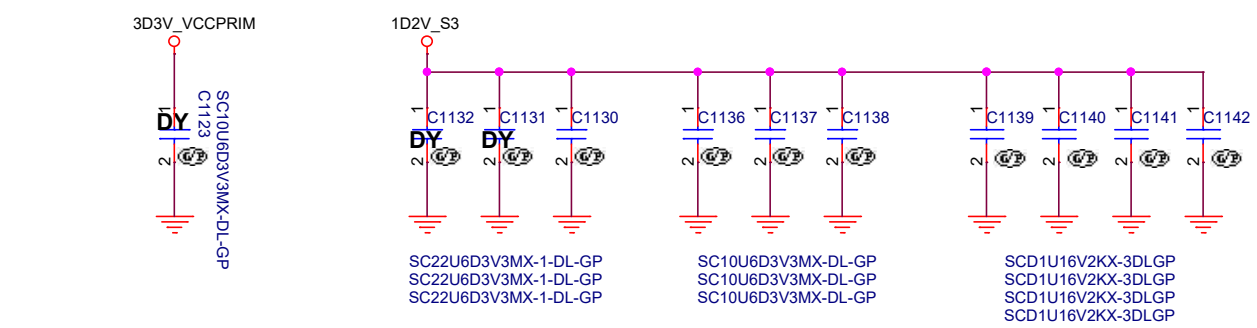 3D3V_VCCPRIM
1
DY
2
C1123
SC10U6D3V3MX-DL-GP
1D2V_S3
1 C1132 1 C1131 1 C1130 1 C1136 1 C1137 1 C1138 1 C1139 1 C1140 1 C1141 1 C1142
DY DY
2 2 2 2 2 2 2 2 2 2
G/P G/P G/P G/P G/P G/P G/P G/P G/P G/P G/P
SC22U6D3V3MX-1-DL-GP SC10U6D3V3MX-DL-GP SCD1U16V2KX-3DLGP
SC22U6D3V3MX-1-DL-GP SC10U6D3V3MX-DL-GP SCD1U16V2KX-3DLGP
SC22U6D3V3MX-1-DL-GP SC10U6D3V3MX-DL-GP SCD1U16V2KX-3DLGP
SCD1U16V2KX-3DLGP